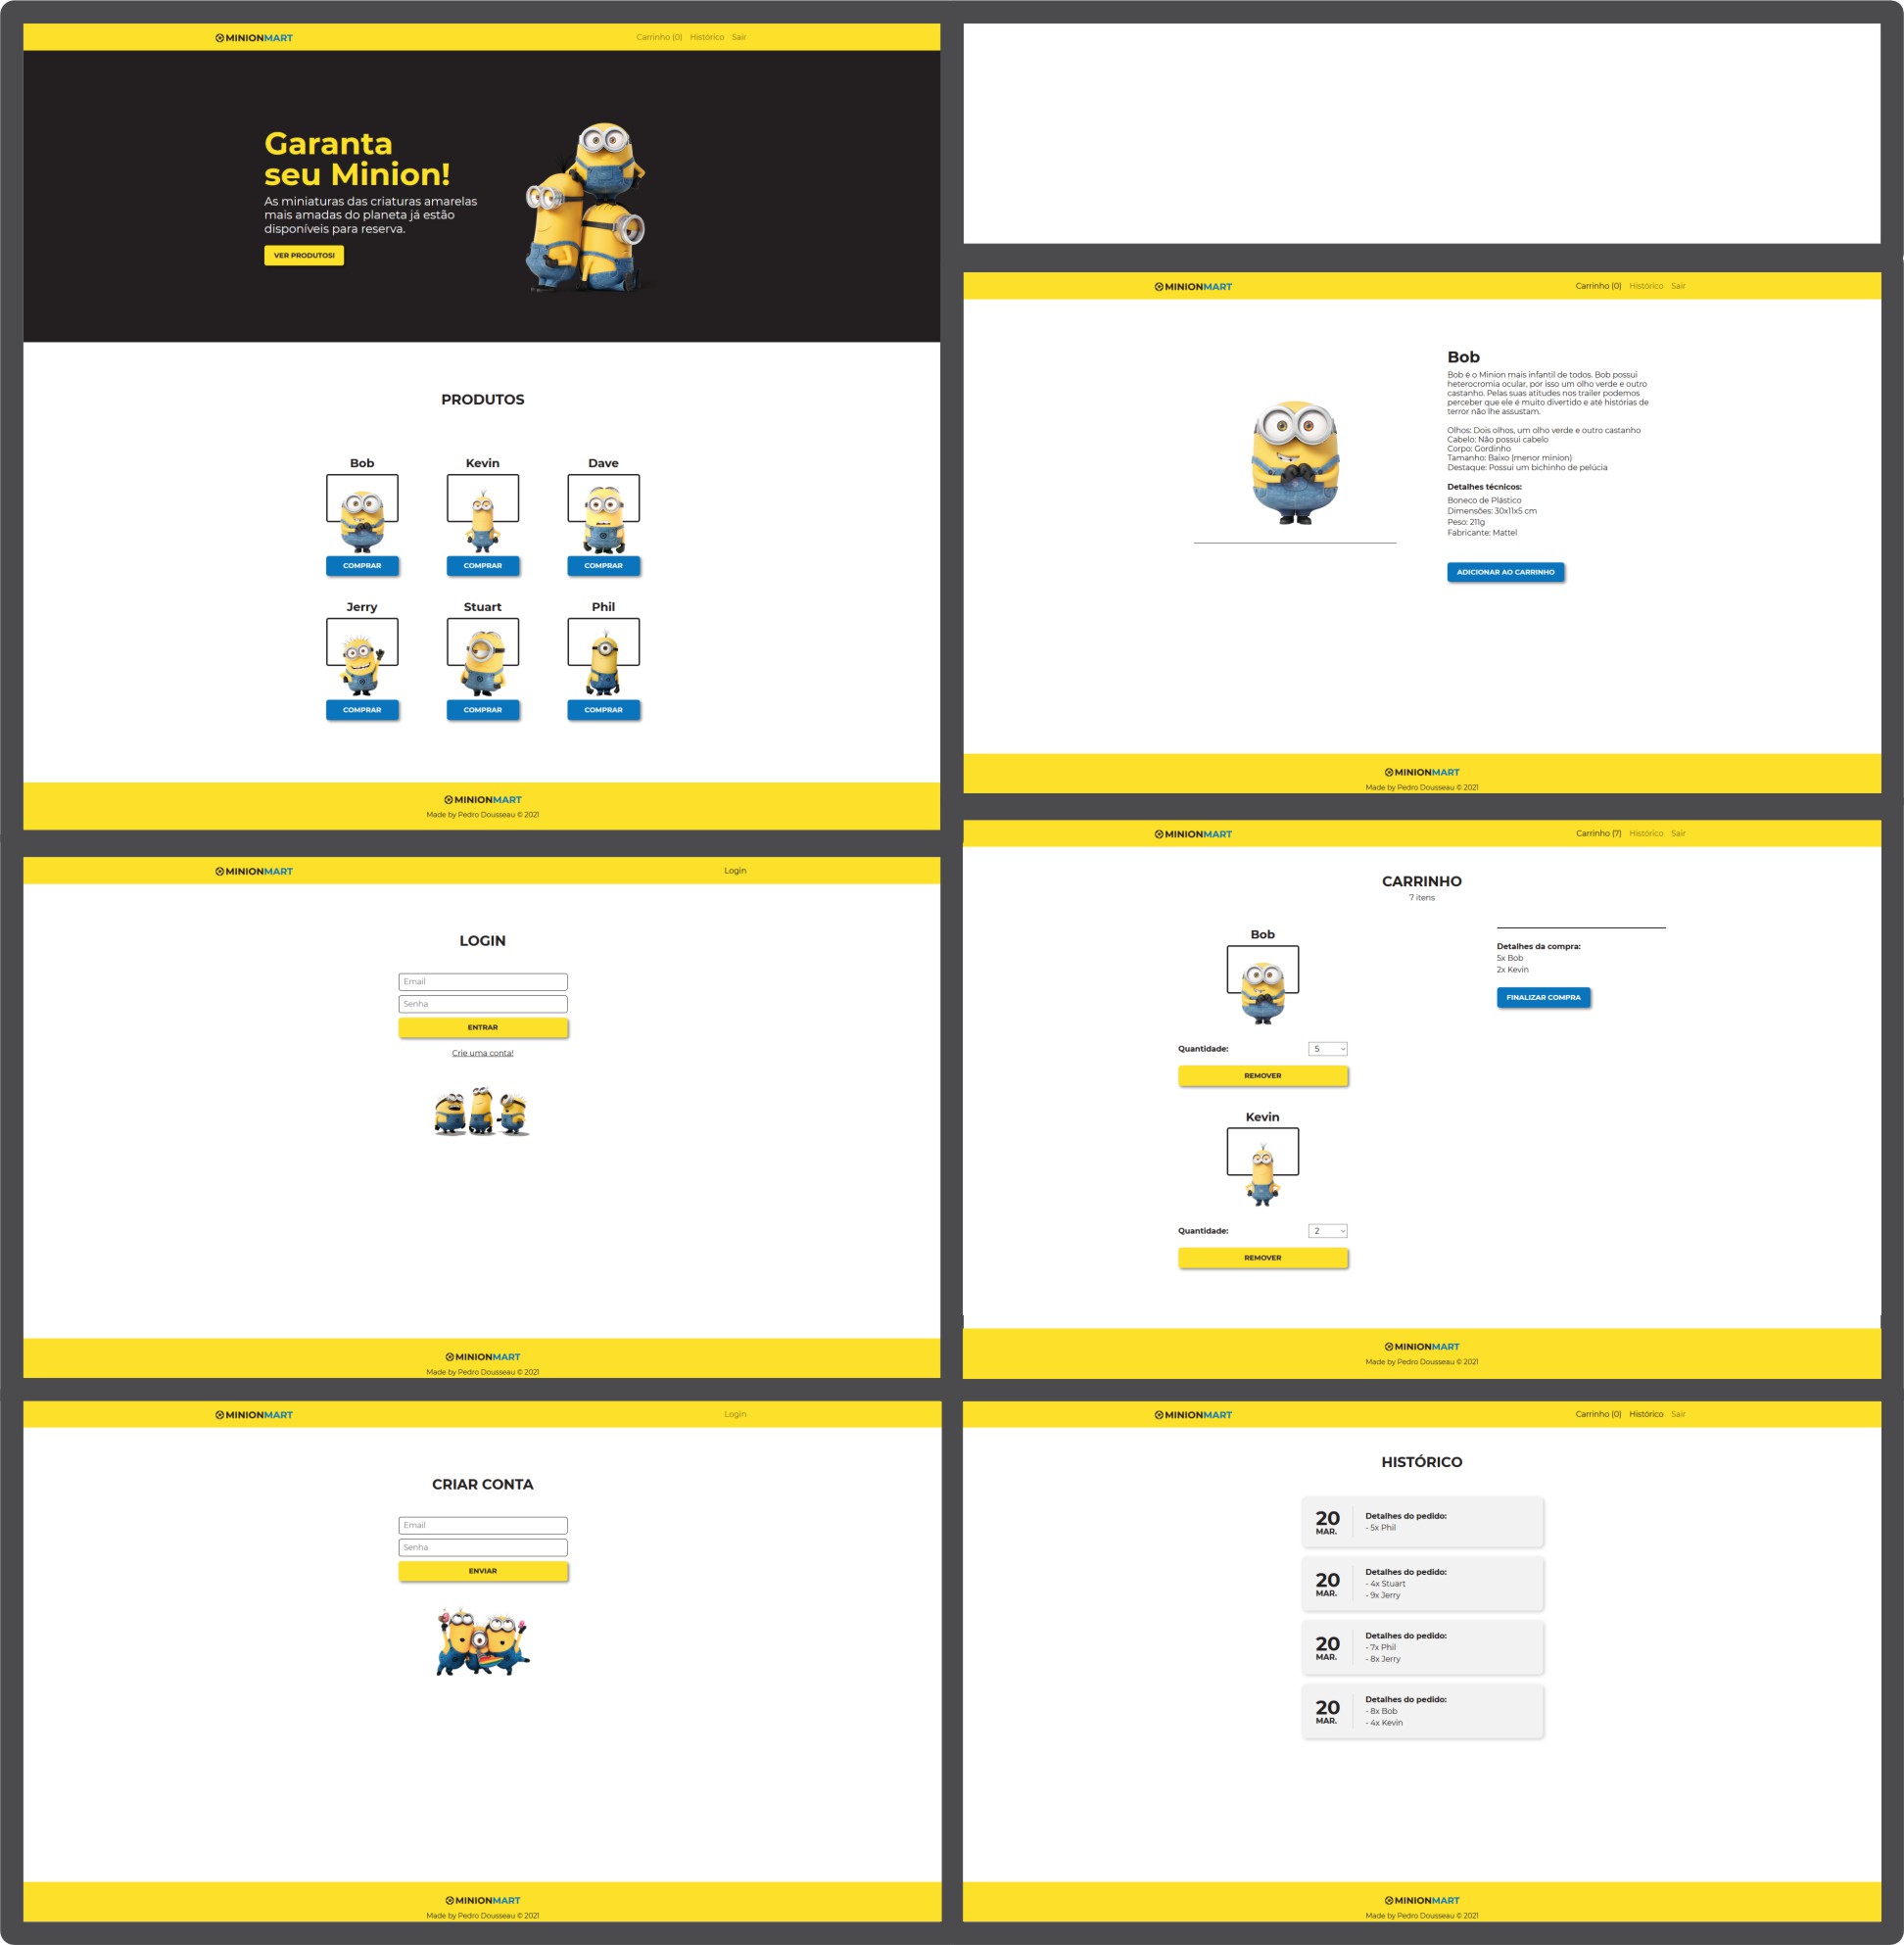 MINIONMART
Carrinho (0) Histórico Sair
Garanta
seu Minion!
As miniaturas das criaturas amarelas
mais amadas do planeta já estão
disponíveis para reserva.
VER PRODUTOS!
PRODUTOS
Bob Kevin Dave
COMPRAR COMPRAR COMPRAR
Jerry Stuart Phil
COMPRAR COMPRAR COMPRAR
MINIONMART
Made by Pedro Dousseau © 2021
MINIONMART
Login
LOGIN
Email
Senha
ENTRAR
Crie uma conta!
MINIONMART
Made by Pedro Dousseau © 2021
MINIONMART
Login
CRIAR CONTA
Email
Senha
ENVIAR
MINIONMART
Made by Pedro Dousseau © 2021
MINIONMART
Carrinho (0) Histórico Sair
Bob
Bob é o Minion mais infantil de todos. Bob possui
heterocromia ocular, por isso um olho verde e outro
castanho. Pelas suas atitudes nos trailer podemos
perceber que ele é muito divertido e até histórias de
terror não lhe assustam.
Olhos: Dois olhos, um olho verde e outro castanho
Cabelo: Não possui cabelo
Corpo: Gordinho
Tamanho: Baixo (menor minion)
Destaque: Possui um bichinho de pelúcia
Detalhes técnicos:
Boneco de Plástico
Dimensões: 30x11x5 cm
Peso: 211g
Fabricante: Mattel
ADICIONAR AO CARRINHO
MINIONMART
Made by Pedro Dousseau © 2021
MINIONMART
Carrinho (7) Histórico Sair
CARRINHO
7 itens
Bob
Quantidade: 5
REMOVER
Kevin
Quantidade: 2
REMOVER
Detalhes da compra:
5x Bob
2x Kevin
FINALIZAR COMPRA
MINIONMART
Made by Pedro Dousseau © 2021
MINIONMART
Carrinho (0) Histórico Sair
HISTÓRICO
20
MAR.
Detalhes do pedido:
- 5x Phil
20
MAR.
Detalhes do pedido:
- 4x Stuart
- 9x Jerry
20
MAR.
Detalhes do pedido:
- 7x Phil
- 8x Jerry
20
MAR.
Detalhes do pedido:
- 8x Bob
- 4x Kevin
MINIONMART
Made by Pedro Dousseau © 2021